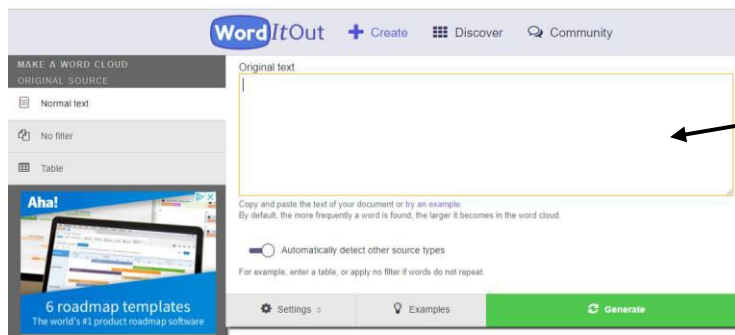 WordItOut
Create
Discover
Community
MAKE A WORD CLOUD
ORIGINAL SOURCE
Normal text
No filter
Table
Original text
Copy and paste the text of your document or try an example.
By default, the more frequently a word is found, the larger it becomes in the word cloud.
Automatically detect other source types
For example, enter a table, or apply no filter if words do not repeat.
Settings
Examples
Generate
Aha!
6 roadmap templates
The world's #1 product roadmap software